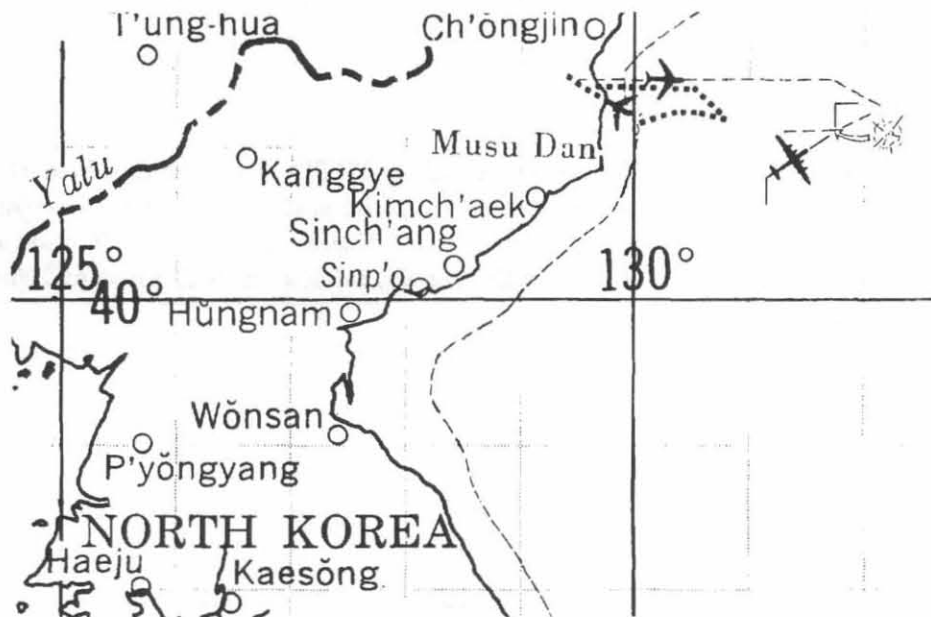 T'ung-hua
Ch'ŏngjin
Musu Dan
Yalu
Kanggye
Kimch'aek
Sinch'ang
125°
Sinp'o
130°
40°
Hŭngnam
Wŏnsan
P'yŏngyang
NORTH KOREA
Haeju
Kaesŏng